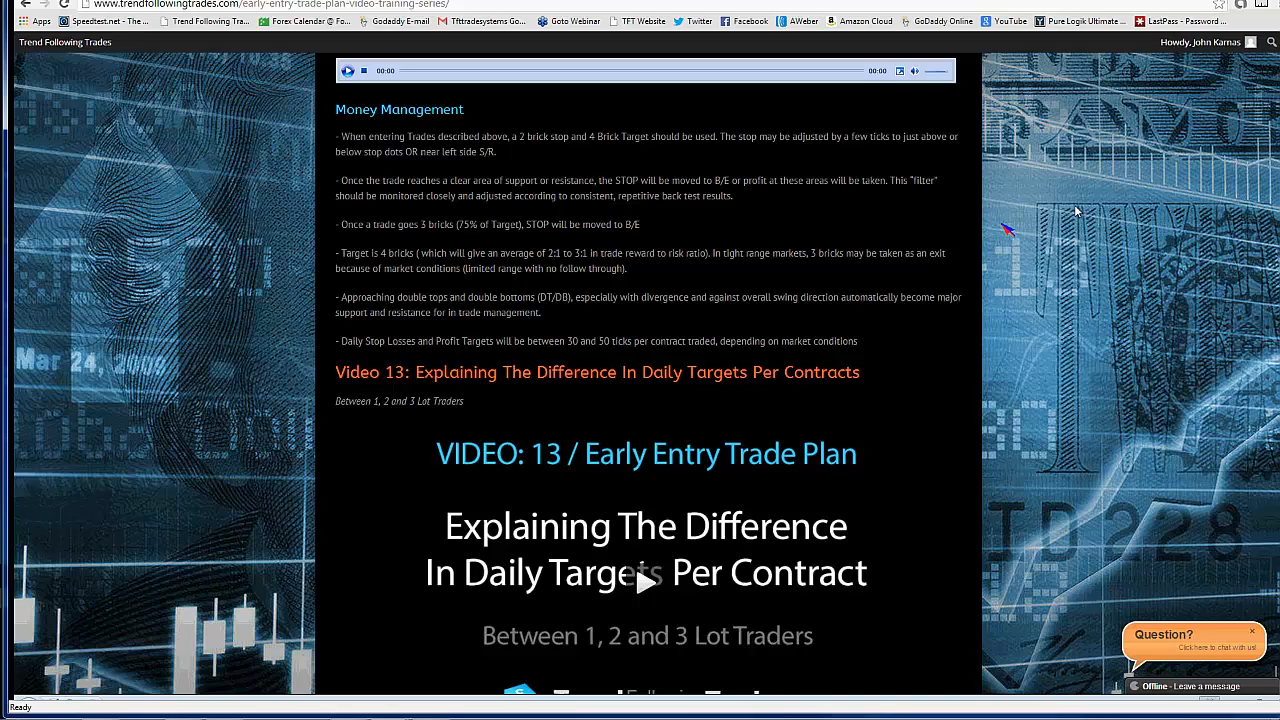 www.trendfollowingtrades.com/early-entry-trade-plan-video-training-series/
Apps Speedtest.net - The ... Trend Following Tra... Forex Calendar @ Fo... Godaddy E-mail Tfttradesystems Go... Goto Webinar TFT Website Twitter Facebook AWeber Amazon Cloud GoDaddy Online YouTube Pure Logik Ultimate ... LastPass - Password ...
Trend Following Trades Howdy, John Karnas
00:00 00:00
Money Management
- When entering Trades described above, a 2 brick stop and 4 Brick Target should be used. The stop may be adjusted by a few ticks to just above or
below stop dots OR near left side S/R.
- Once the trade reaches a clear area of support or resistance, the STOP will be moved to B/E or profit at these areas will be taken. This "filter"
should be monitored closely and adjusted according to consistent, repetitive back test results.
- Once a trade goes 3 bricks (75% of Target), STOP will be moved to B/E
- Target is 4 bricks ( which will give an average of 2:1 to 3:1 in trade reward to risk ratio). In tight range markets, 3 bricks may be taken as an exit
because of market conditions (limited range with no follow through).
- Approaching double tops and double bottoms (DT/DB), especially with divergence and against overall swing direction automatically become major
support and resistance for in trade management.
- Daily Stop Losses and Profit Targets will be between 30 and 50 ticks per contract traded, depending on market conditions
Mar 24, 2009
Video 13: Explaining The Difference In Daily Targets Per Contracts
Between 1, 2 and 3 Lot Traders
VIDEO: 13 / Early Entry Trade Plan
Explaining The Difference
In Daily Targets Per Contract
Between 1, 2 and 3 Lot Traders
228
Question?
Click here to chat with us!
Offline - Leave a message
Ready